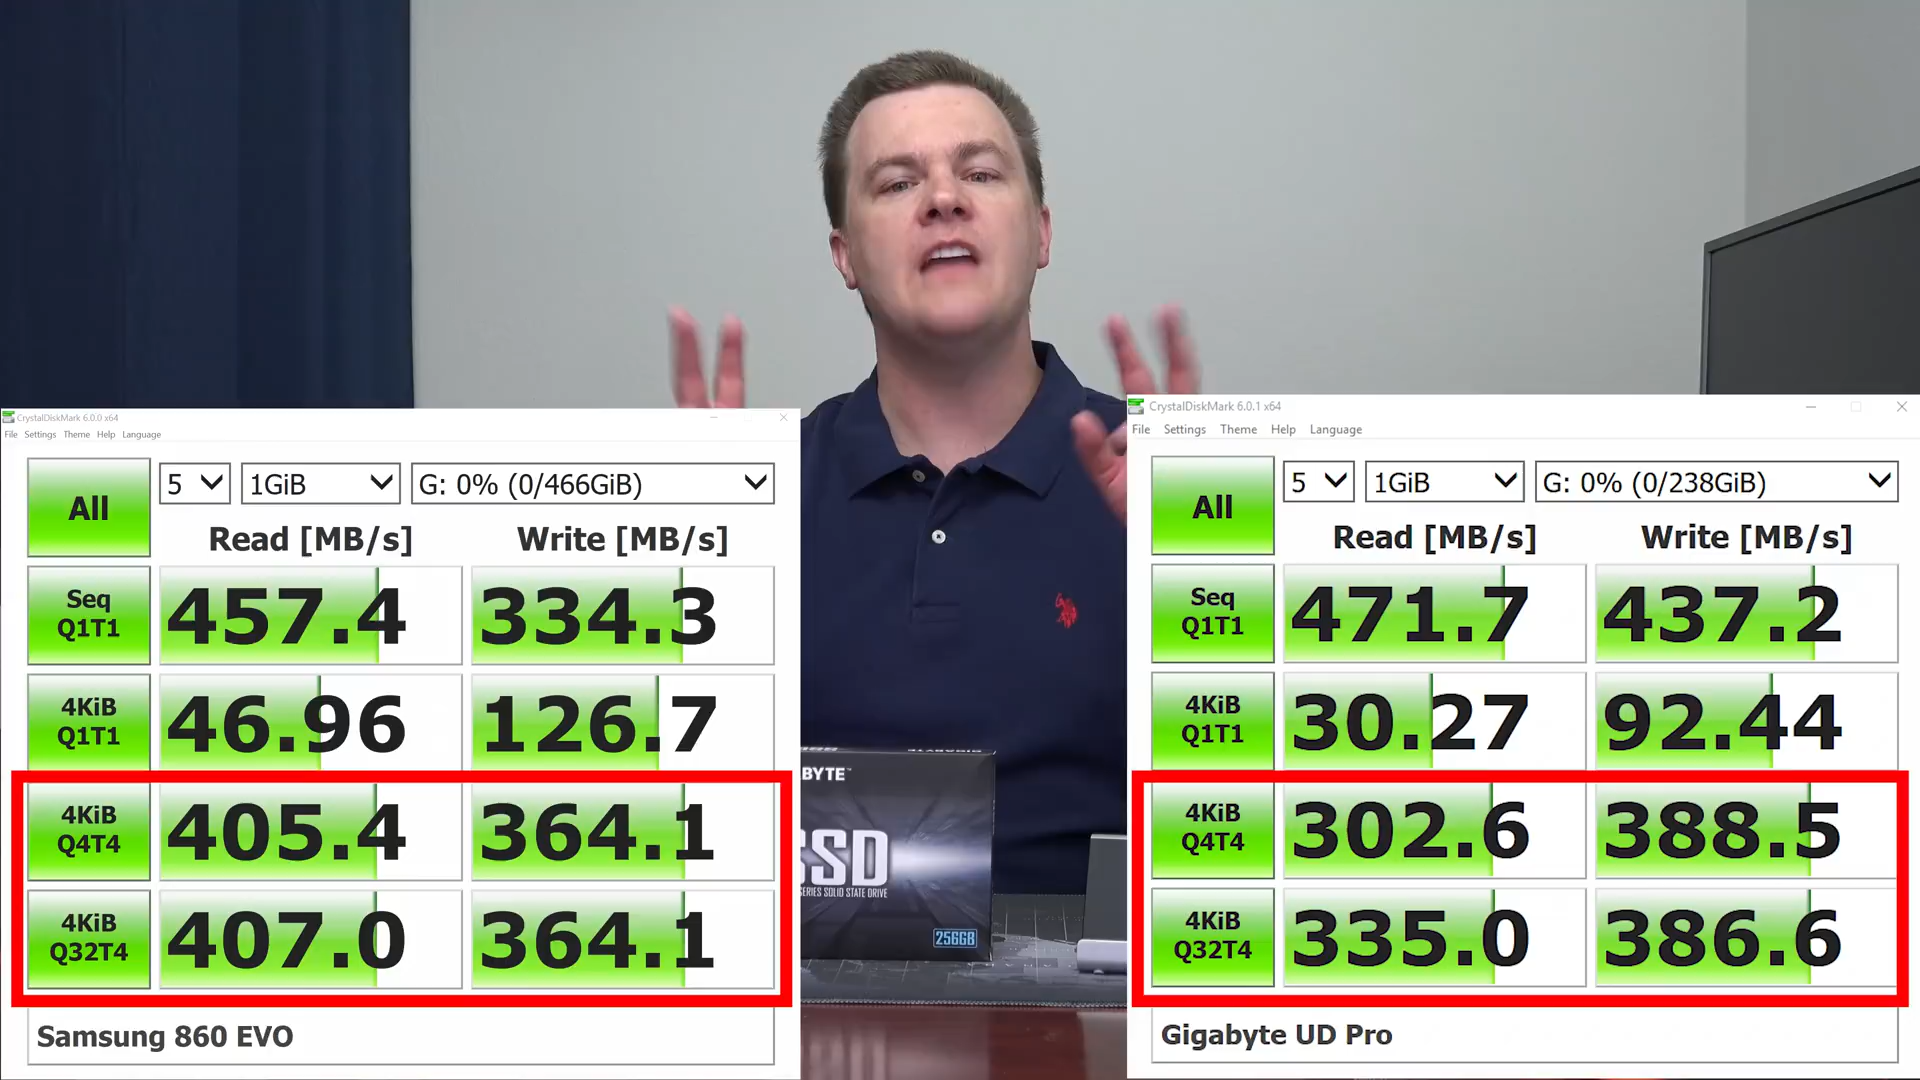 CrystalDiskMark 6.0.0 x64
File Settings Theme Help Language
All
5
1GiB
G: 0% (0/466GiB)
Read [MB/s]
Write [MB/s]
Seq
Q1T1
457.4
334.3
4KiB
Q1T1
46.96
126.7
4KiB
Q4T4
405.4
364.1
4KiB
Q32T4
407.0
364.1
Samsung 860 EVO
GIGABYTE
BYTE™
SSD
SERIES SOLID STATE DRIVE
256GB
CrystalDiskMark 6.0.1 x64
File Settings Theme Help Language
All
5
1GiB
G: 0% (0/238GiB)
Read [MB/s]
Write [MB/s]
Seq
Q1T1
471.7
437.2
4KiB
Q1T1
30.27
92.44
4KiB
Q4T4
302.6
388.5
4KiB
Q32T4
335.0
386.6
Gigabyte UD Pro